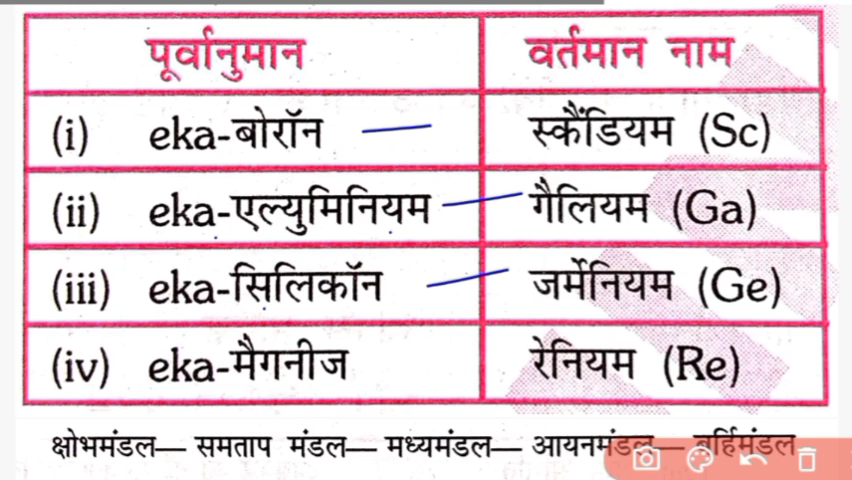 पूर्वानुमान वर्तमान नाम
(i) eka-बोरॉन स्कैंडियम (Sc)
(ii) eka-एल्युमिनियम गैलियम (Ga)
(iii) eka-सिलिकॉन जर्मेनियम (Ge)
(iv) eka-मैगनीज रेनियम (Re)
क्षोभमंडल— समताप मंडल— मध्यमंडल— आयनमंडल— बर्हिमंडल